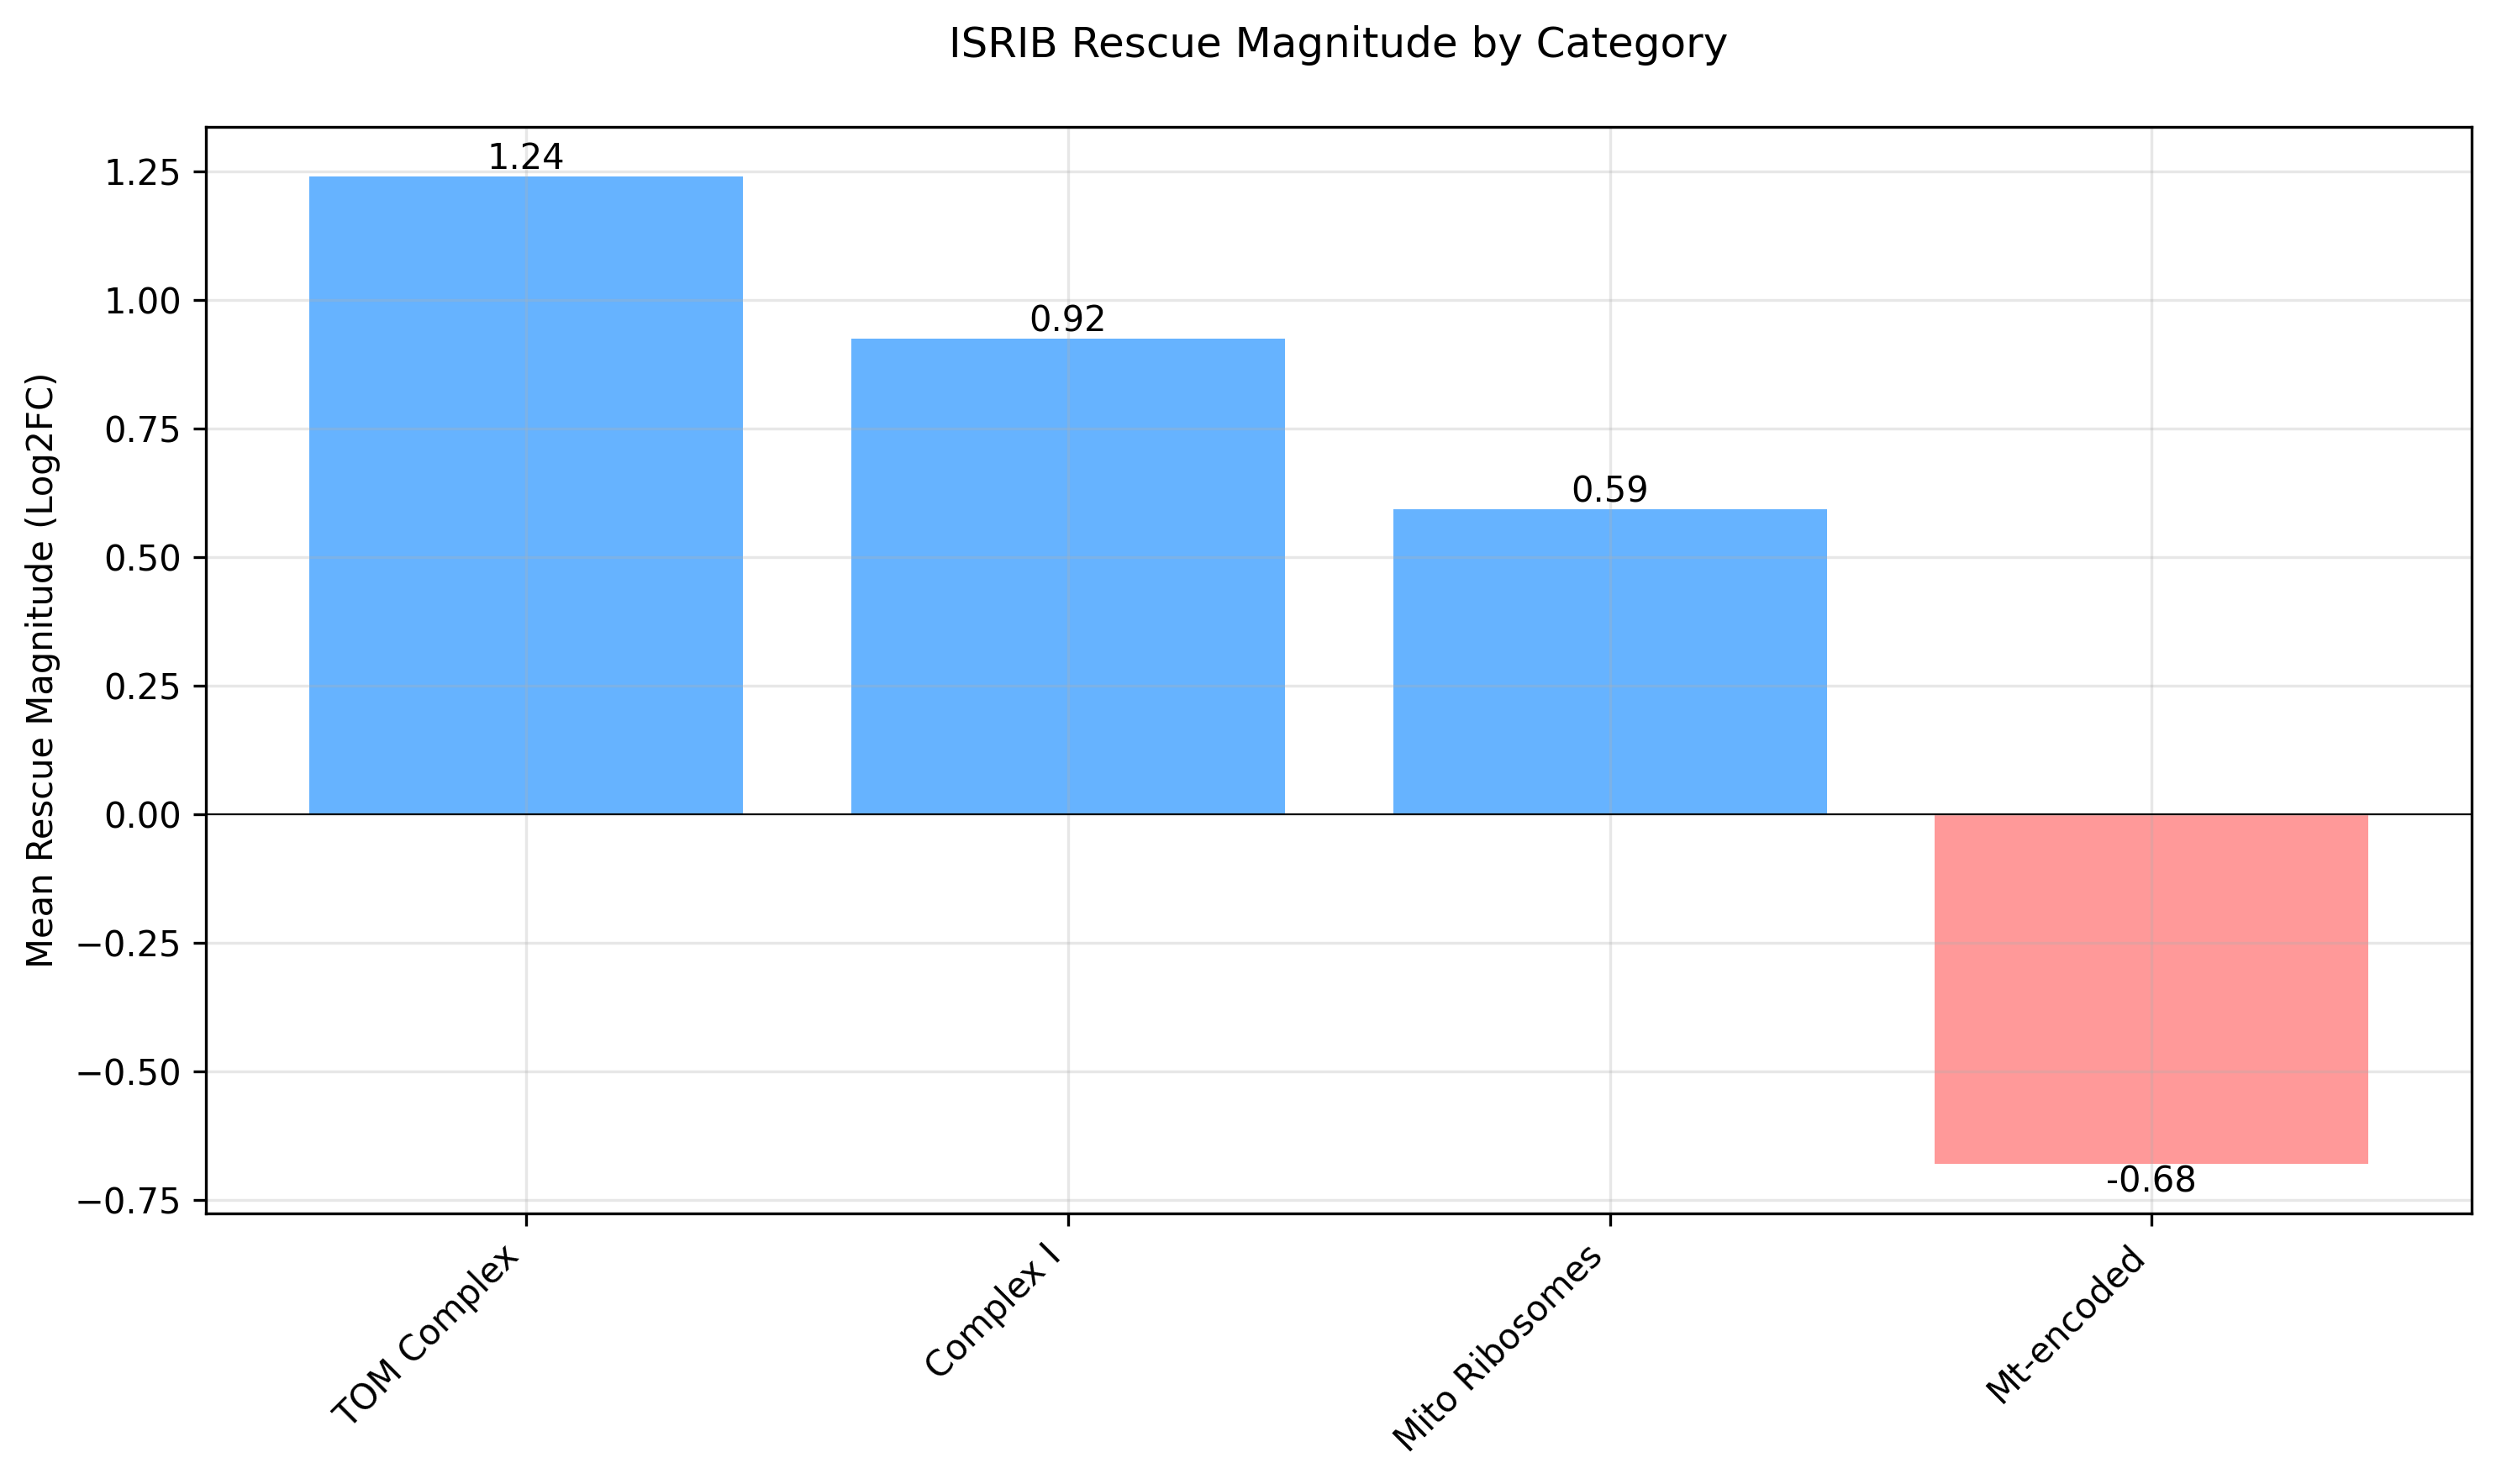 ISRIB Rescue Magnitude by Category
Mean Rescue Magnitude (Log2FC)
1.25
1.00
0.75
0.50
0.25
0.00
−0.25
−0.50
−0.75
1.24
0.92
0.59
-0.68
TOM Complex
Complex I
Mito Ribosomes
Mt-encoded